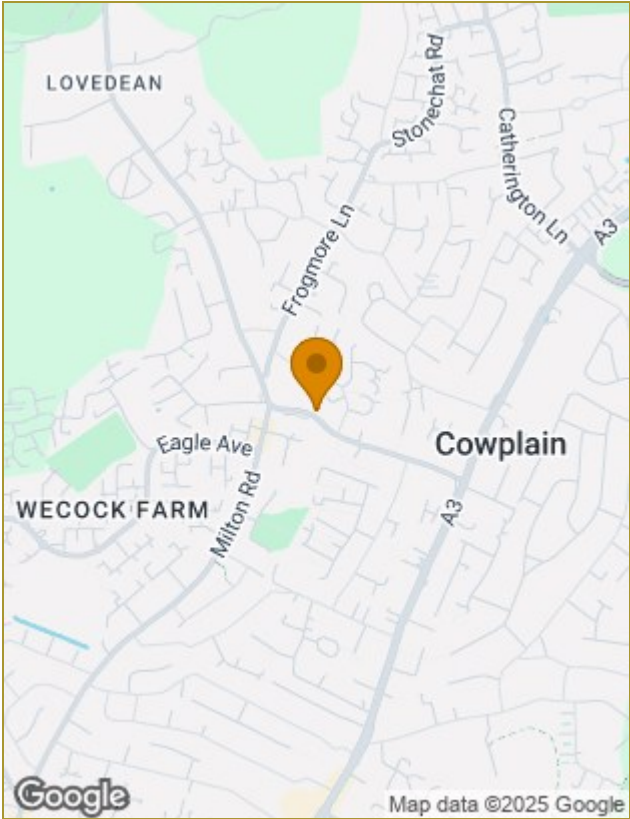 LOVEDEAN
Stonechat Rd
Catherington Ln
A3
Frogmore Ln
Eagle Ave
Cowplain
WECOCK FARM
Milton Rd
A3
Google
Map data ©2025 Google